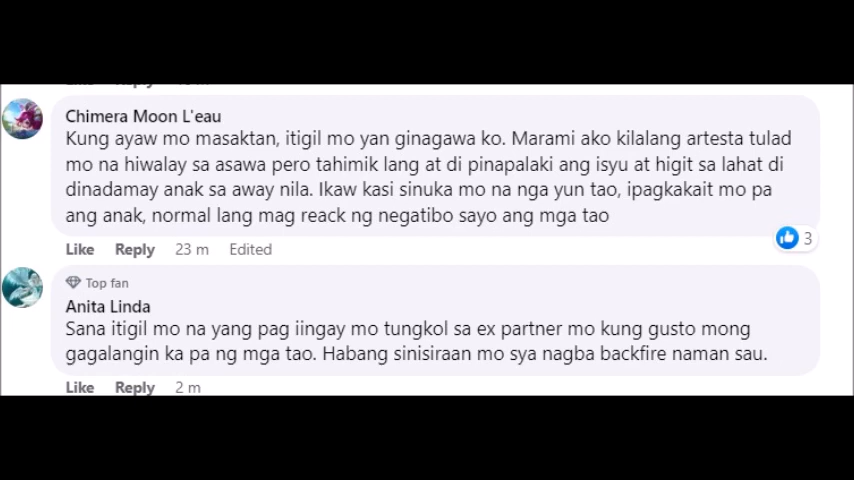 Chimera Moon L'eau
Kung ayaw mo masaktan, itigil mo yan ginagawa ko. Marami ako kilalang artesta tulad
mo na hiwalay sa asawa pero tahimik lang at di pinapalaki ang isyu at higit sa lahat di
dinadamay anak sa away nila. Ikaw kasi sinuka mo na nga yun tao, ipagkakait mo pa
ang anak, normal lang mag react ng negatibo sayo ang mga tao
3
Like Reply 23 m Edited
Top fan
Anita Linda
Sana itigil mo na yang pag iingay mo tungkol sa ex partner mo kung gusto mong
gagalangin ka pa ng mga tao. Habang sinisiraan mo sya nagba backfire naman sau.
Like Reply 2 m